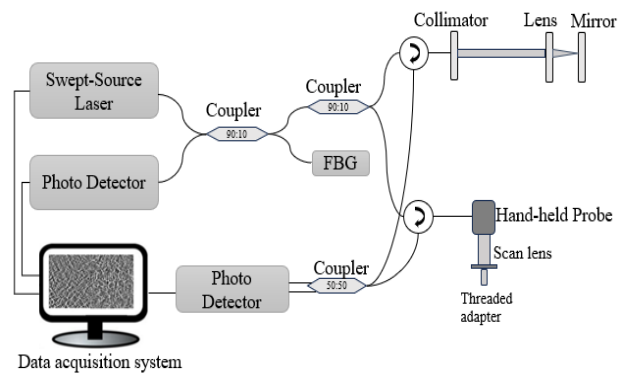 Collimator
Lens
Mirror
Swept-Source
Laser
Coupler
90:10
Coupler
90:10
FBG
Photo Detector
Hand-held Probe
Scan lens
Threaded
adapter
Photo
Detector
Coupler
50:50
Data acquisition system